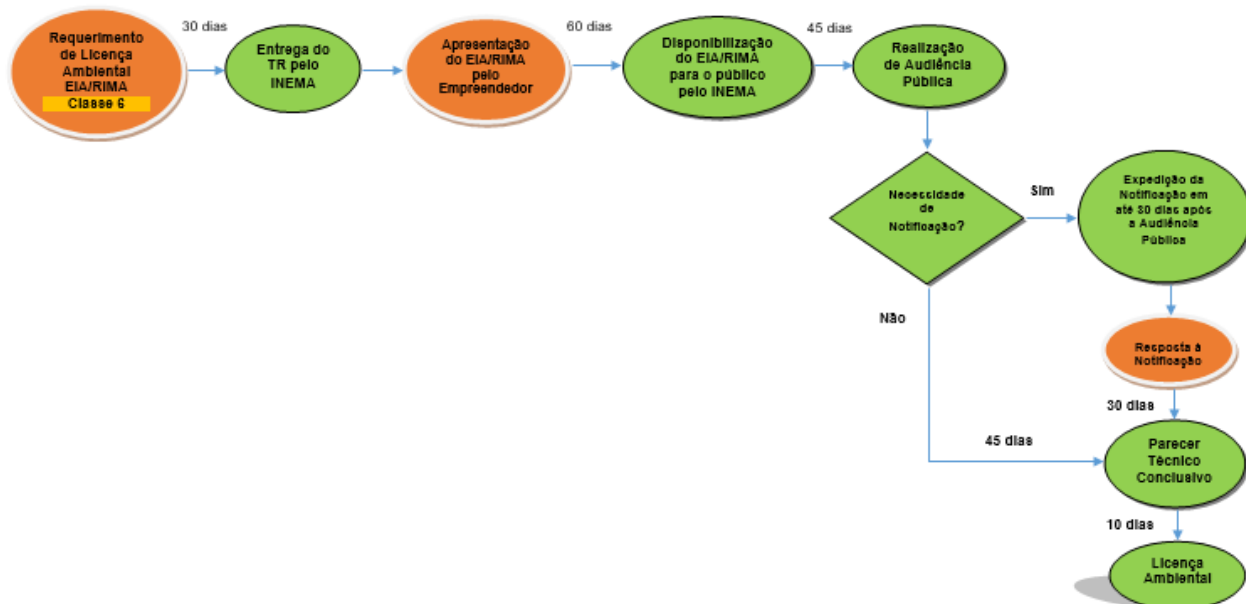 Requerimento
de Licença
Ambiental
EIA/RIMA
Classe 6
30 dias
Entrega do
TR pelo
INEMA
Apresentação
do EIA/RIMA
pelo
Empreendedor
60 dias
Disponibilização
do EIA/RIMA
para o público
pelo INEMA
45 dias
Realização
de Audiência
Pública
Necessidade
de
Notificação?
Sim
Expedição da
Notificação em
até 30 dias após
a Audiência
Pública
Não
Resposta à
Notificação
30 dias
45 dias
Parecer
Técnico
Conclusivo
10 dias
Licença
Ambiental